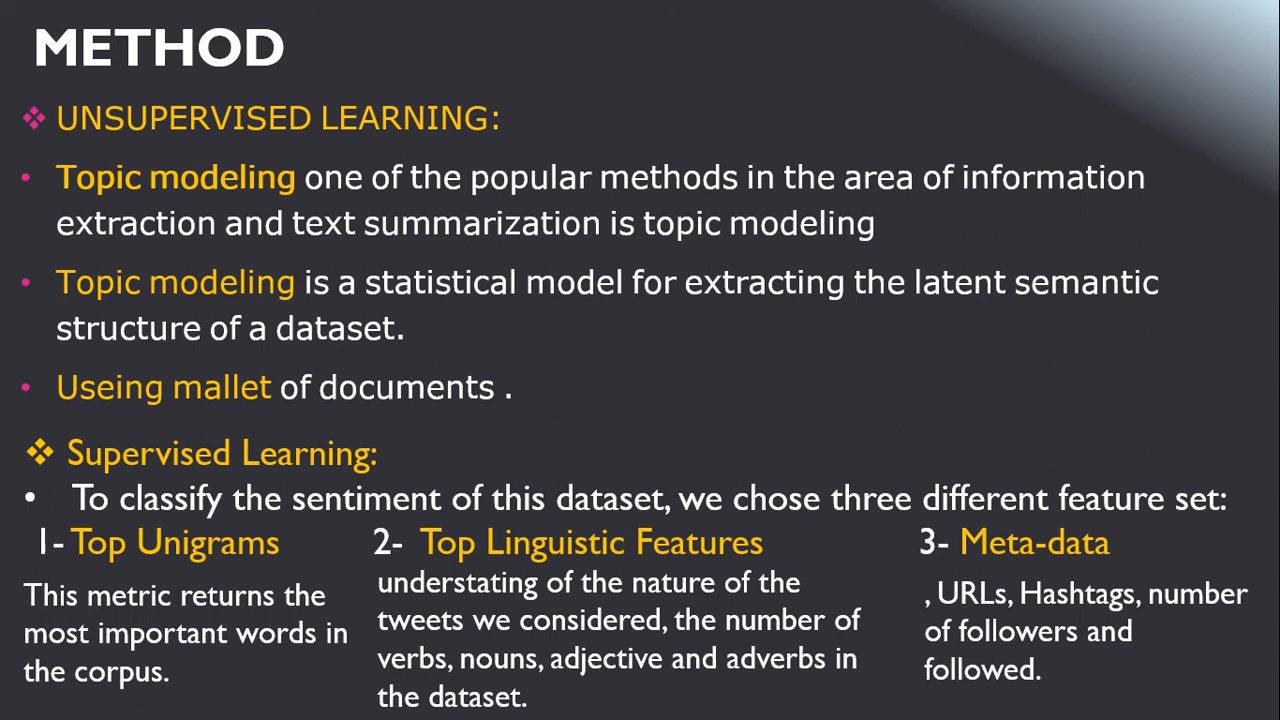 METHOD
❖ UNSUPERVISED LEARNING:
• Topic modeling one of the popular methods in the area of information
extraction and text summarization is topic modeling
• Topic modeling is a statistical model for extracting the latent semantic
structure of a dataset.
• Useing mallet of documents .
❖ Supervised Learning:
• To classify the sentiment of this dataset, we chose three different feature set:
1- Top Unigrams
This metric returns the
most important words in
the corpus.
2- Top Linguistic Features
understating of the nature of the
tweets we considered, the number of
verbs, nouns, adjective and adverbs in
the dataset.
3- Meta-data
, URLs, Hashtags, number
of followers and
followed.